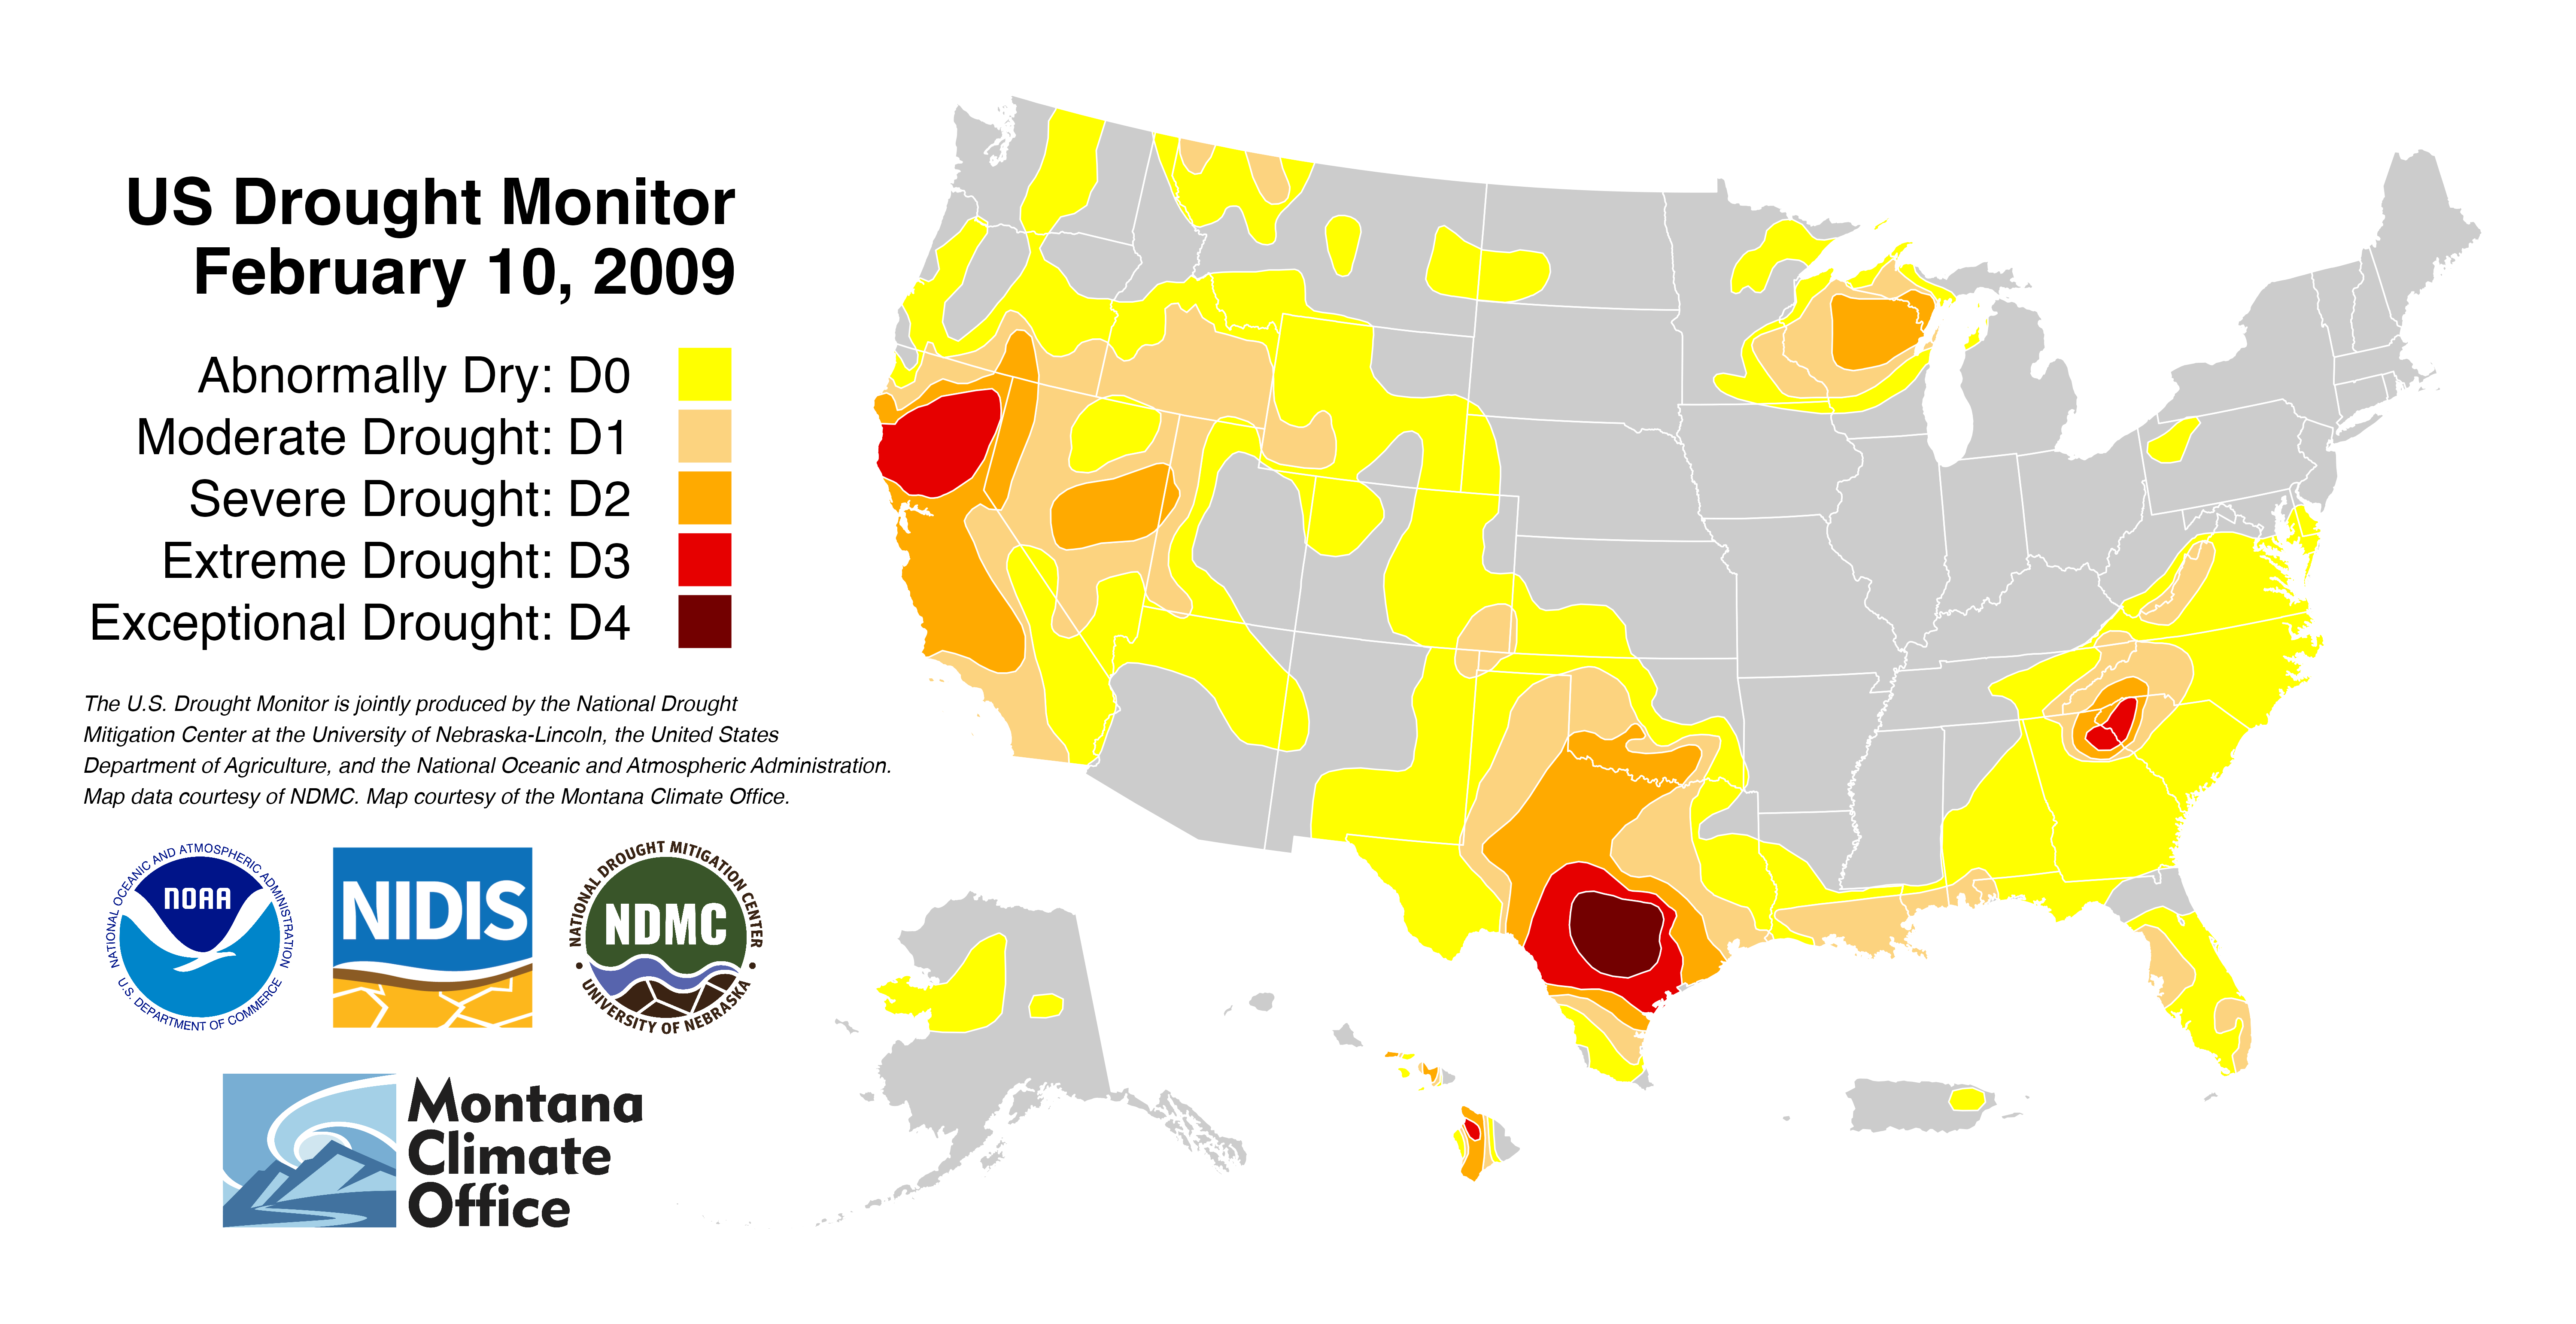 US Drought Monitor
February 10, 2009
Abnormally Dry: D0
Moderate Drought: D1
Severe Drought: D2
Extreme Drought: D3
Exceptional Drought: D4
The U.S. Drought Monitor is jointly produced by the National Drought
Mitigation Center at the University of Nebraska-Lincoln, the United States
Department of Agriculture, and the National Oceanic and Atmospheric Administration.
Map data courtesy of NDMC. Map courtesy of the Montana Climate Office.
NATIONAL OCEANIC AND ATMOSPHERIC ADMINISTRATION
NOAA
U.S. DEPARTMENT OF COMMERCE
NIDIS
NATIONAL DROUGHT MITIGATION CENTER
NDMC
UNIVERSITY OF NEBRASKA
Montana
Climate
Office